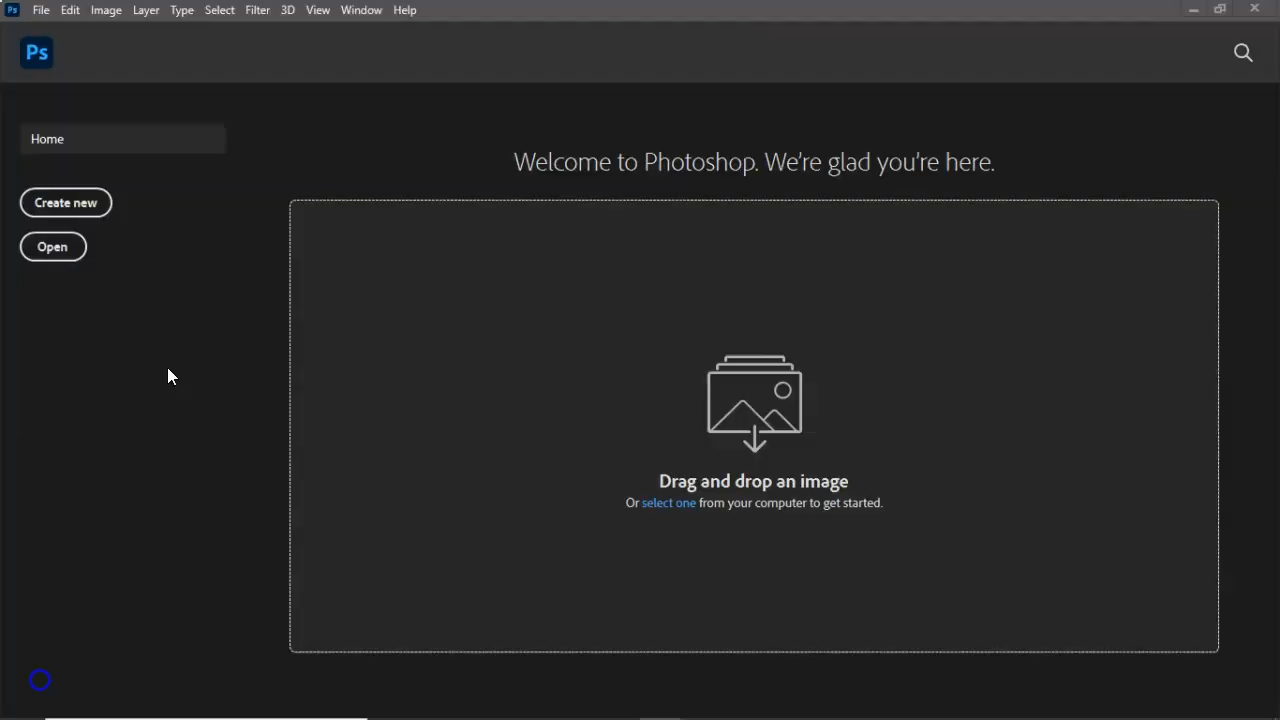 Ps File Edit Image Layer Type Select Filter 3D View Window Help
Ps
Home
Welcome to Photoshop. We're glad you're here.
Create new
Open
Drag and drop an image
Or select one from your computer to get started.